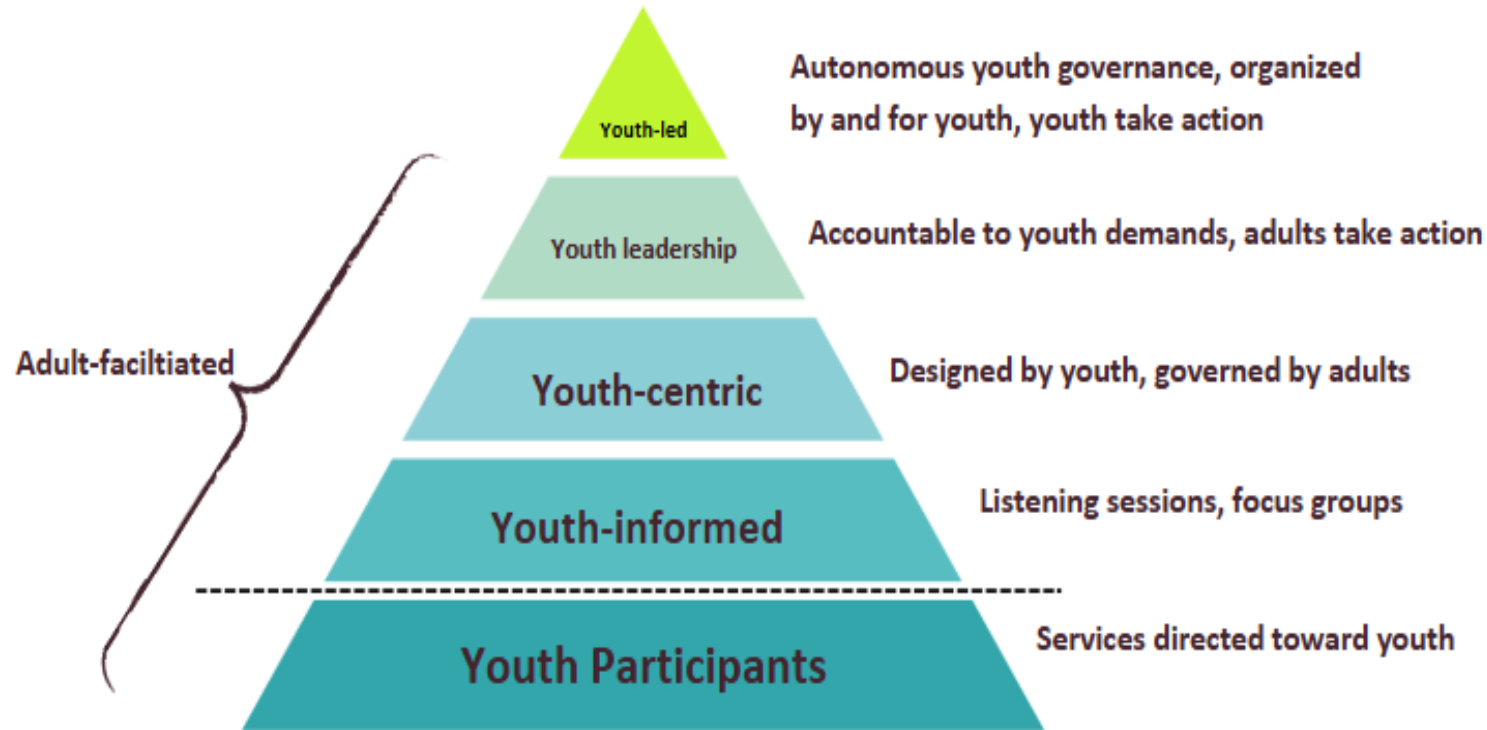 Autonomous youth governance, organized
by and for youth, youth take action
Youth-led
Youth leadership
Accountable to youth demands, adults take action
Adult-faciltiated
Youth-centric
Designed by youth, governed by adults
Youth-informed
Listening sessions, focus groups
Youth Participants
Services directed toward youth